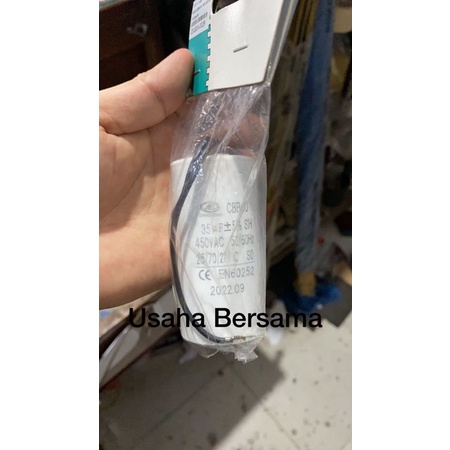 CBB60
35µF±5% SH
450VAC 50/60Hz
25/70/21 C S0
CE EN60252
2022.09
Usaha Bersama